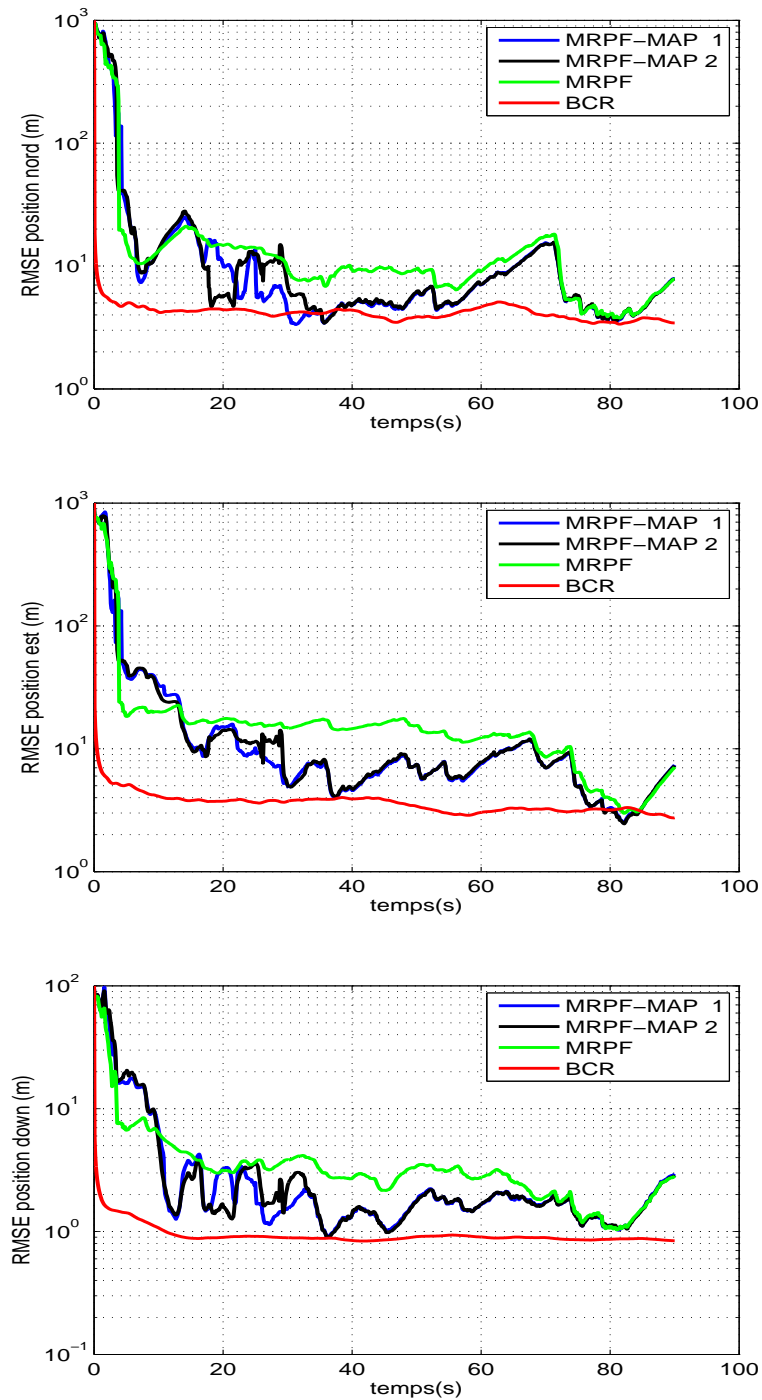 10³
10²
10¹
10⁰
RMSE position nord (m)
MRPF−MAP 1
MRPF−MAP 2
MRPF
BCR
0 20 40 60 80 100
temps(s)
10³
10²
10¹
10⁰
RMSE position est (m)
MRPF−MAP 1
MRPF−MAP 2
MRPF
BCR
0 20 40 60 80 100
temps(s)
10²
10¹
10⁰
10⁻¹
RMSE position down (m)
MRPF−MAP 1
MRPF−MAP 2
MRPF
BCR
0 20 40 60 80 100
temps(s)